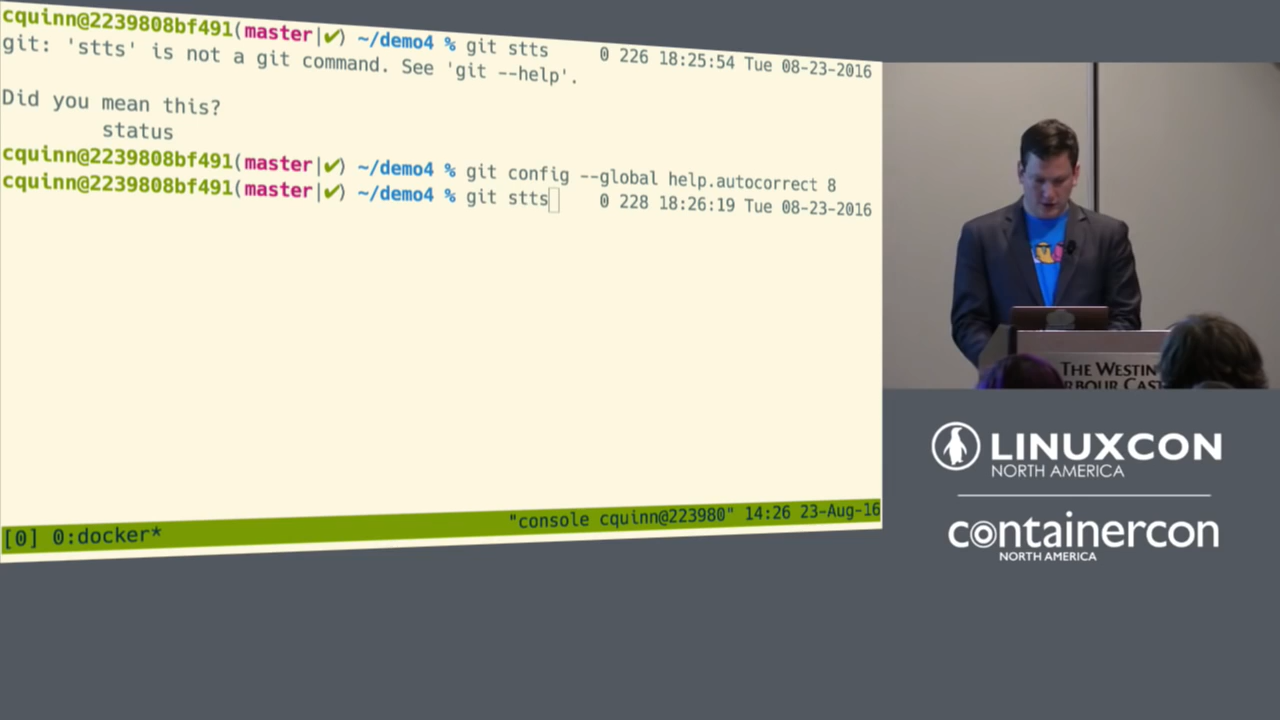 cquinn@2239808bf491(master|✔) ~/demo4 % git stts 0 226 18:25:54 Tue 08-23-2016
git: 'stts' is not a git command. See 'git --help'.
Did you mean this?
status
cquinn@2239808bf491(master|✔) ~/demo4 % git config --global help.autocorrect 8
cquinn@2239808bf491(master|✔) ~/demo4 % git stts 0 228 18:26:19 Tue 08-23-2016
[0] 0:docker* "console cquinn@223980" 14:26 23-Aug-16
THE WESTIN
RBOUR CAST
LINUXCON
NORTH AMERICA
containercon
NORTH AMERICA